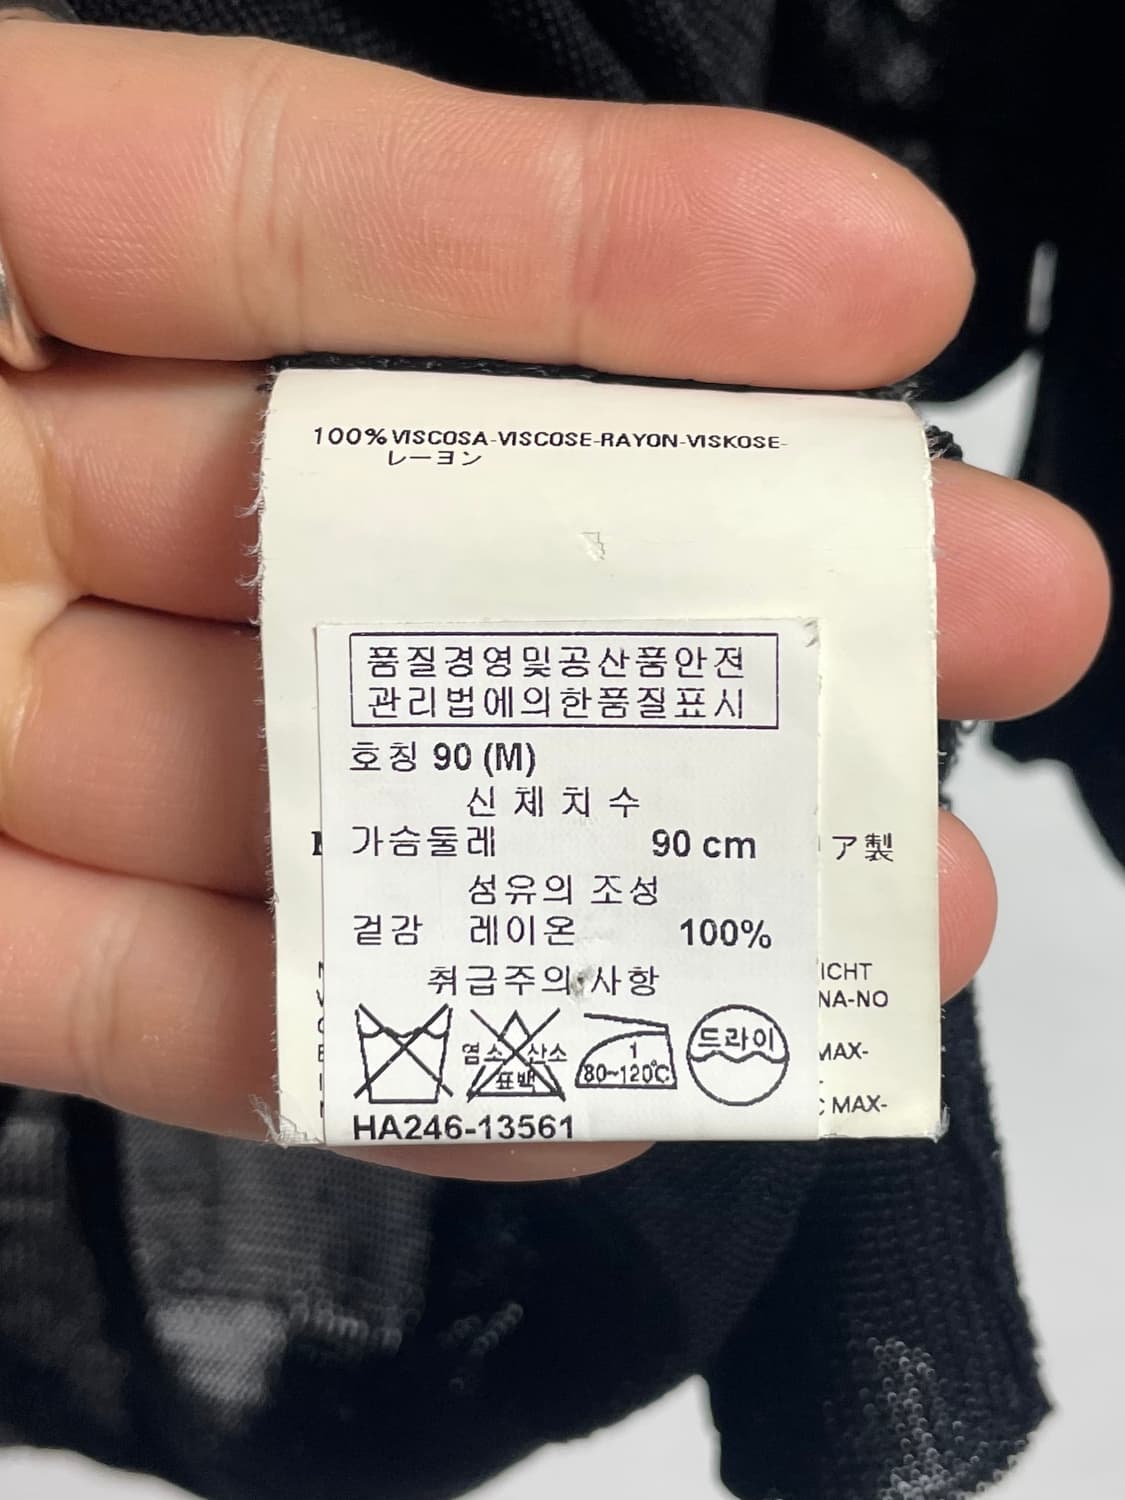 100% VISCOSA-VISCOSE-RAYON-VISKOSE-
レーヨン
품질경영및공산품안전
관리법에의한품질표시
호칭 90 (M)
신체치수
가슴둘레 90 cm
ア製
섬유의 조성
겉감 레이온 100%
취급주의 사항
ICHT
NA-NO
염소 산소
표백
1
80~120℃
드라이
MAX-
C MAX-
HA246-13561